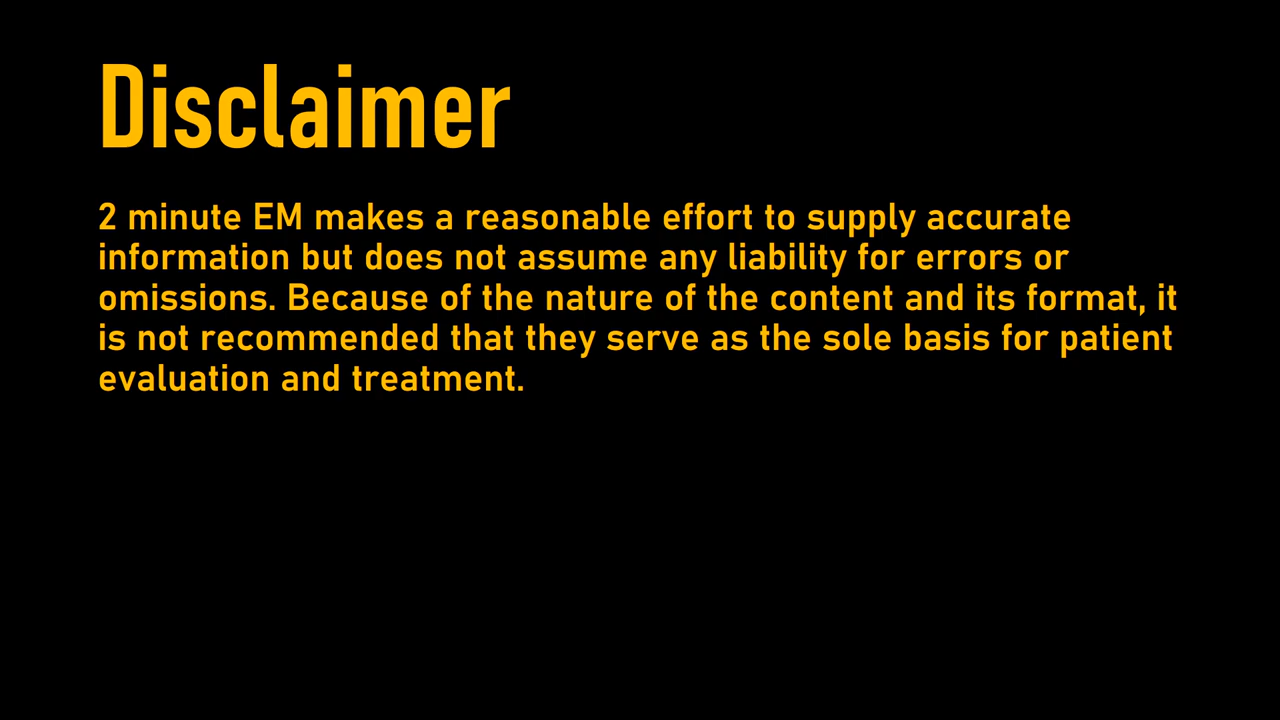 Disclaimer
2 minute EM makes a reasonable effort to supply accurate
information but does not assume any liability for errors or
omissions. Because of the nature of the content and its format, it
is not recommended that they serve as the sole basis for patient
evaluation and treatment.